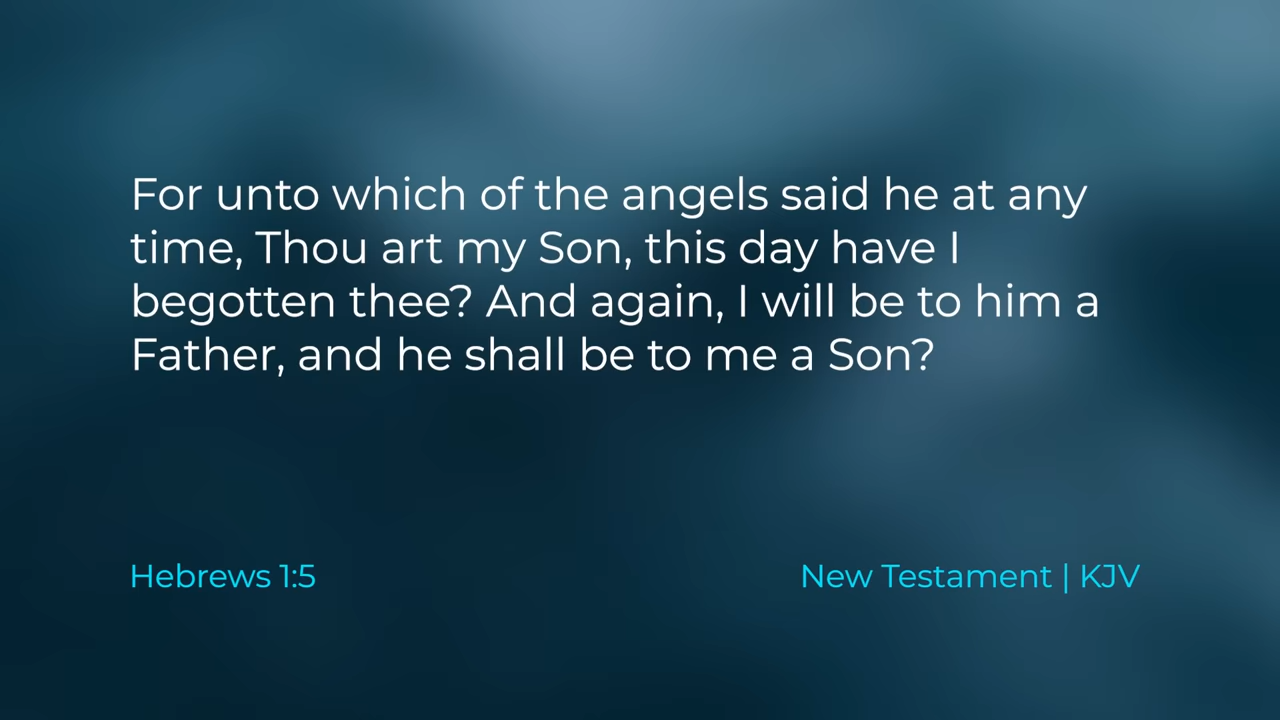 For unto which of the angels said he at any
time, Thou art my Son, this day have I
begotten thee? And again, I will be to him a
Father, and he shall be to me a Son?
Hebrews 1:5
New Testament | KJV